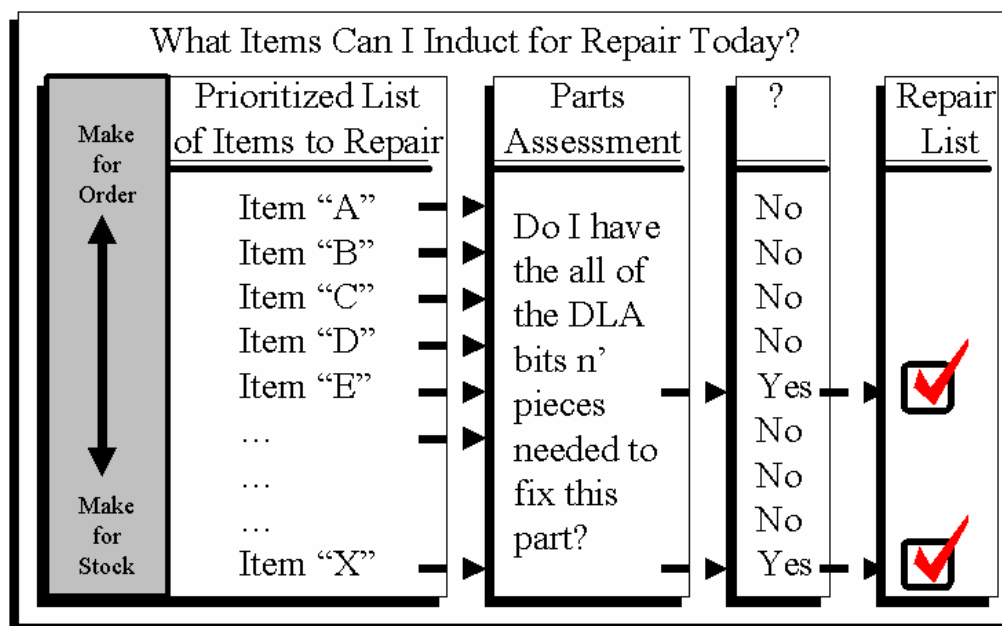 What Items Can I Induct for Repair Today?
Make
for
Order
Make
for
Stock
Prioritized List
of Items to Repair
Item “A”
Item “B”
Item “C”
Item “D”
Item “E”
…
…
…
Item “X”
Parts
Assessment
Do I have
the all of
the DLA
bits n’
pieces
needed to
fix this
part?
?
No
No
No
No
Yes
No
No
No
Yes
Repair
List